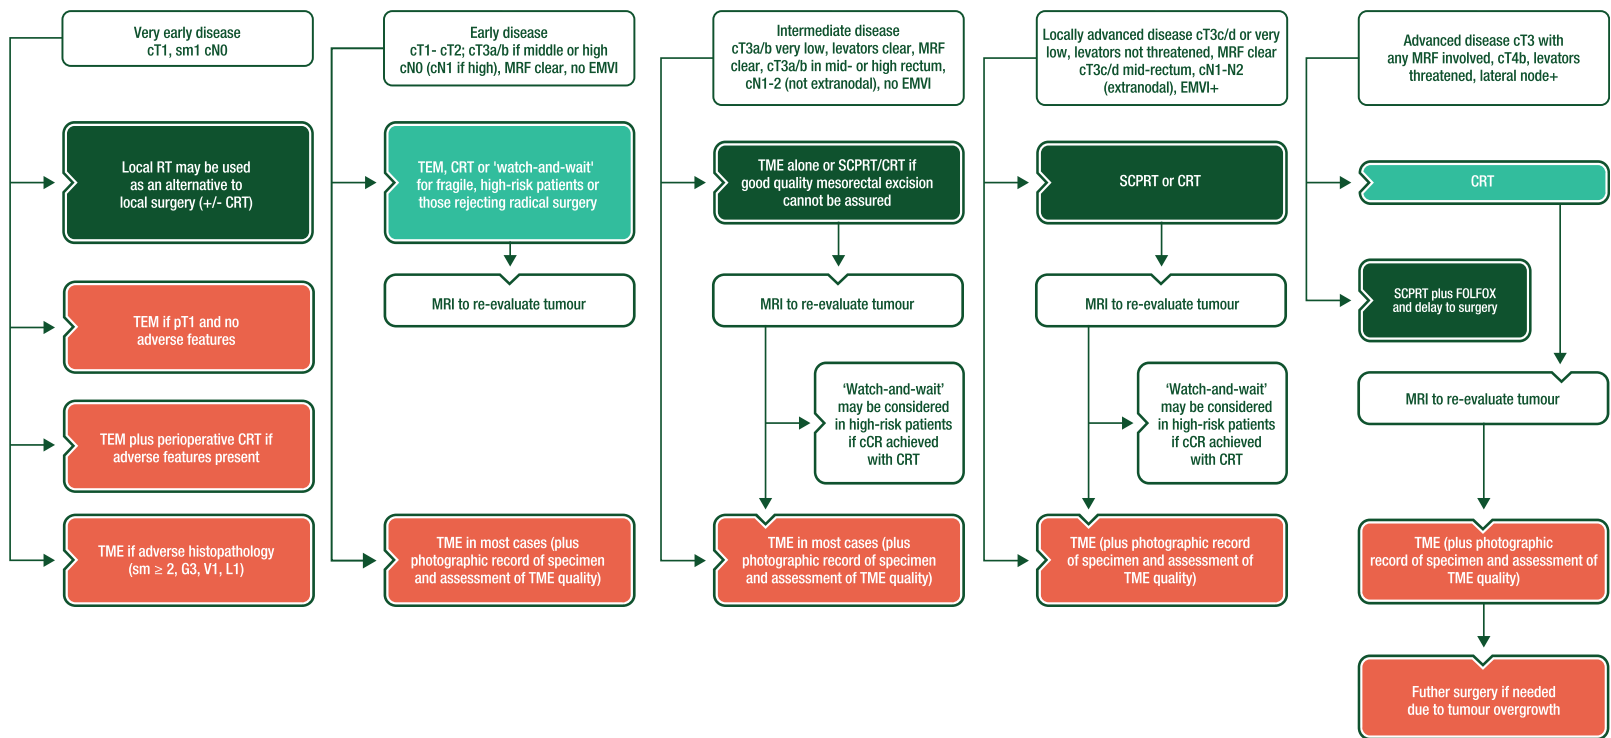 Very early disease
cT1, sm1 cN0
Local RT may be used
as an alternative to
local surgery (+/- CRT)
TEM if pT1 and no
adverse features
TEM plus perioperative CRT if
adverse features present
TME if adverse histopathology
(sm ≥ 2, G3, V1, L1)
Early disease
cT1- cT2; cT3a/b if middle or high
cN0 (cN1 if high), MRF clear, no EMVI
TEM, CRT or 'watch-and-wait'
for fragile, high-risk patients or
those rejecting radical surgery
MRI to re-evaluate tumour
TME in most cases (plus
photographic record of specimen
and assessment of TME quality)
Intermediate disease
cT3a/b very low, levators clear, MRF
clear, cT3a/b in mid- or high rectum,
cN1-2 (not extranodal), no EMVI
TME alone or SCPRT/CRT if
good quality mesorectal excision
cannot be assured
MRI to re-evaluate tumour
‘Watch-and-wait’
may be considered
in high-risk patients
if cCR achieved
with CRT
TME in most cases (plus
photographic record of specimen
and assessment of TME quality)
Locally advanced disease cT3c/d or very
low, levators not threatened, MRF clear
cT3c/d mid-rectum, cN1-N2
(extranodal), EMVI+
SCPRT or CRT
MRI to re-evaluate tumour
‘Watch-and-wait’
may be considered
in high-risk patients
if cCR achieved
with CRT
TME (plus photographic record
of specimen and assessment of
TME quality)
Advanced disease cT3 with
any MRF involved, cT4b, levators
threatened, lateral node+
CRT
SCPRT plus FOLFOX
and delay to surgery
MRI to re-evaluate tumour
TME (plus photographic
record of specimen and assessment of
TME quality)
Futher surgery if needed
due to tumour overgrowth